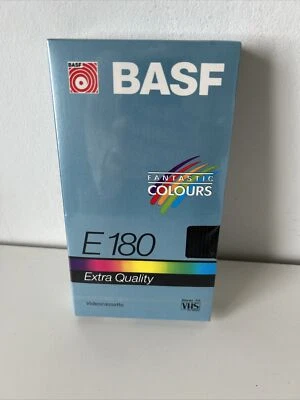 BASF
BASF
FANTASTIC
COLOURS
E 180
Extra Quality
Videocassette
VHS